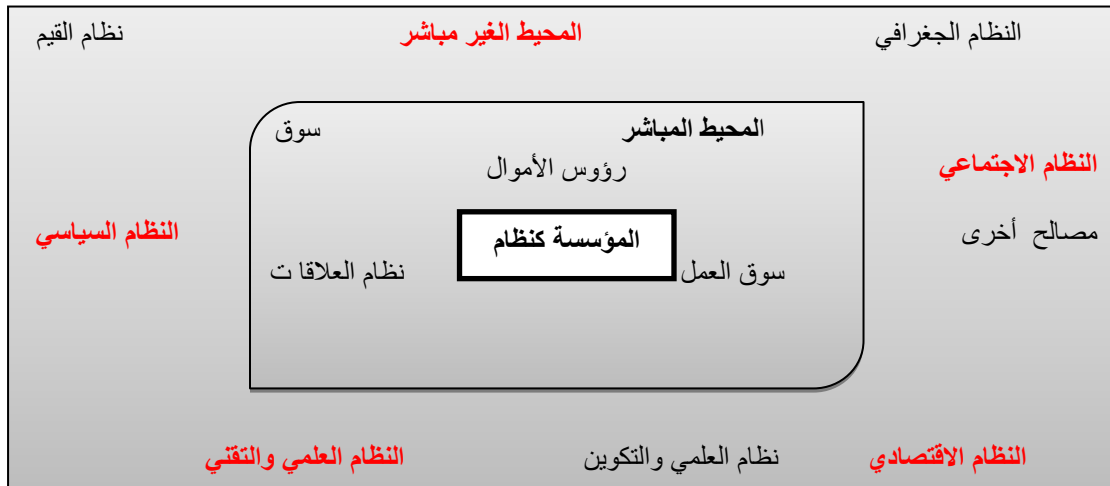 النظام الجغرافي المحيط الغير مباشر نظام القيم
المحيط المباشر سوق
رؤوس الأموال
النظام الاجتماعي
مصالح أخرى
المؤسسة كنظام
النظام السياسي
سوق العمل نظام العلاقا ت
النظام الاقتصادي نظام العلمي والتكوين النظام العلمي والتقني